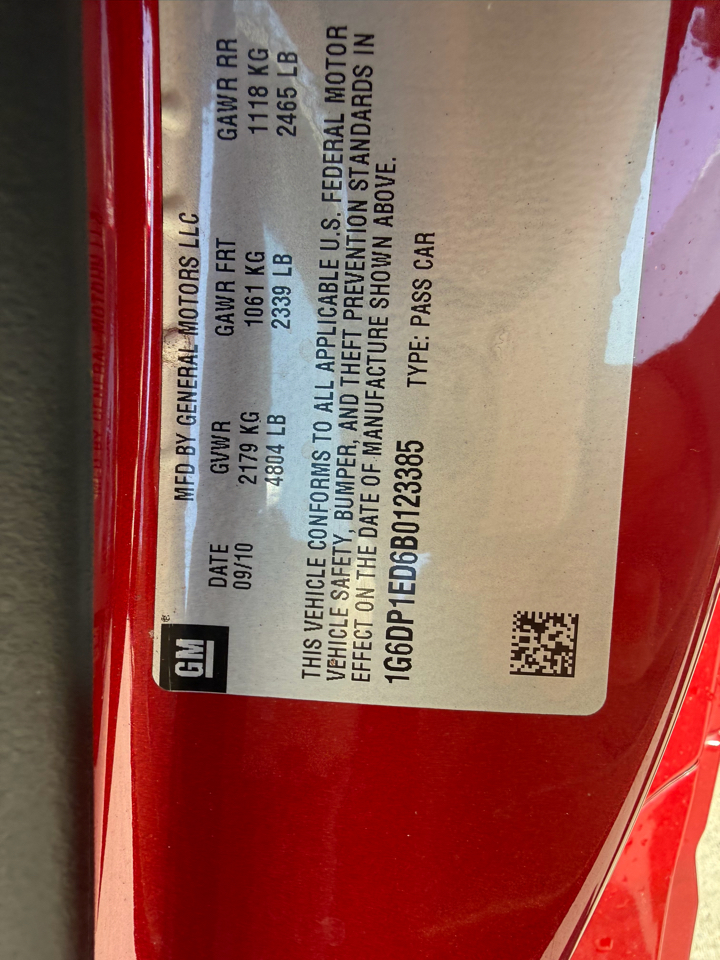 GM
MFD BY GENERAL MOTORS LLC
DATE GVWR GAWR FRT GAWR RR
09/10 2179 KG 1061 KG 1118 KG
4804 LB 2339 LB 2465 LB
THIS VEHICLE CONFORMS TO ALL APPLICABLE U.S. FEDERAL MOTOR
VEHICLE SAFETY, BUMPER, AND THEFT PREVENTION STANDARDS IN
EFFECT ON THE DATE OF MANUFACTURE SHOWN ABOVE.
1G6DP1ED6B0123385 TYPE: PASS CAR